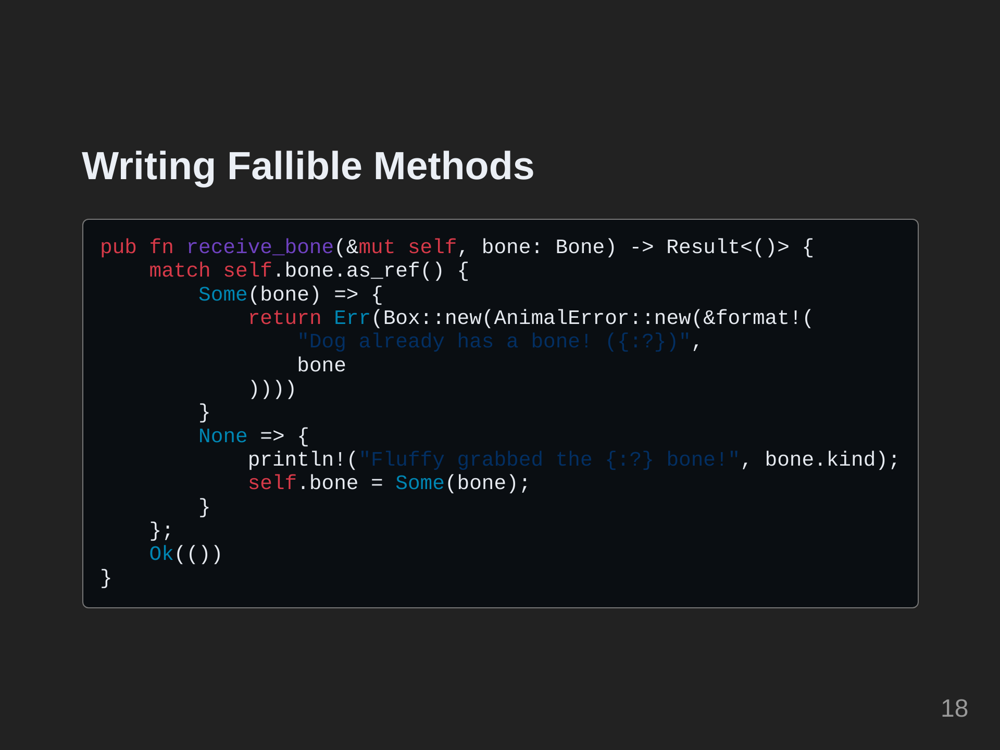 Writing Fallible Methods
pub fn receive_bone(&mut self, bone: Bone) -> Result<()> {
    match self.bone.as_ref() {
        Some(bone) => {
            return Err(Box::new(AnimalError::new(&format!(
                "Dog already has a bone! ({:?})",
                bone
            ))))
        }
        None => {
            println!("Fluffy grabbed the {:?} bone!", bone.kind);
            self.bone = Some(bone);
        }
    };
    Ok(())
}
18